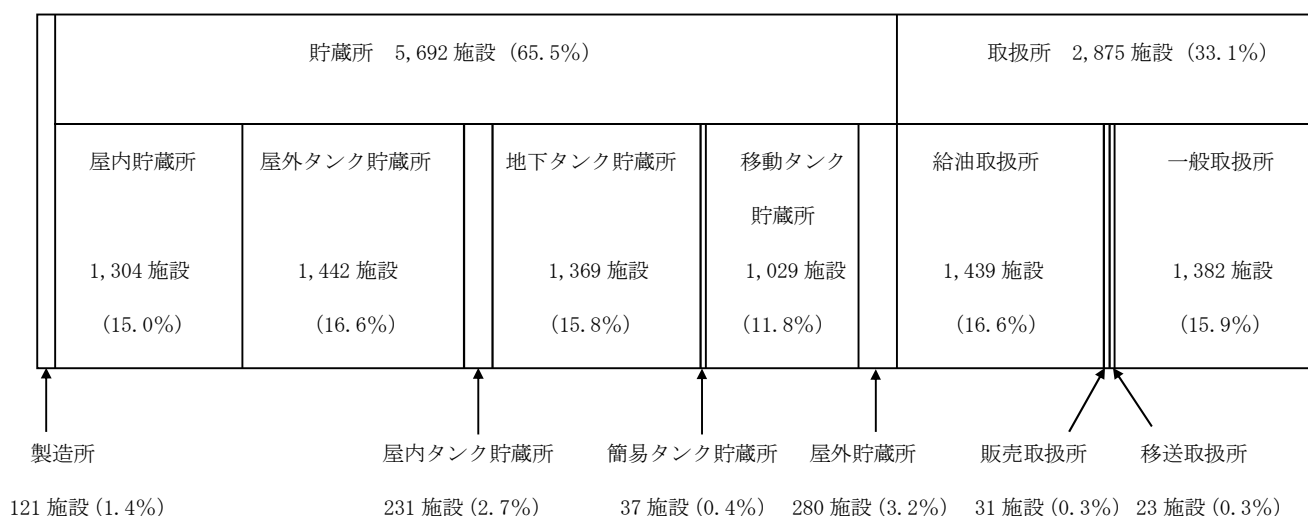 貯蔵所　5,692 施設 (65.5%)
取扱所　2,875 施設 (33.1%)
屋内貯蔵所
屋外タンク貯蔵所
地下タンク貯蔵所
移動タンク
貯蔵所
給油取扱所
一般取扱所
1,304 施設
1,442 施設
1,369 施設
1,029 施設
1,439 施設
1,382 施設
(15.0%)
(16.6%)
(15.8%)
(11.8%)
(16.6%)
(15.9%)
製造所
屋内タンク貯蔵所
簡易タンク貯蔵所
屋外貯蔵所
販売取扱所
移送取扱所
121 施設 (1.4%)
231 施設 (2.7%)
37 施設 (0.4%)
280 施設 (3.2%)
31 施設 (0.3%)
23 施設 (0.3%)